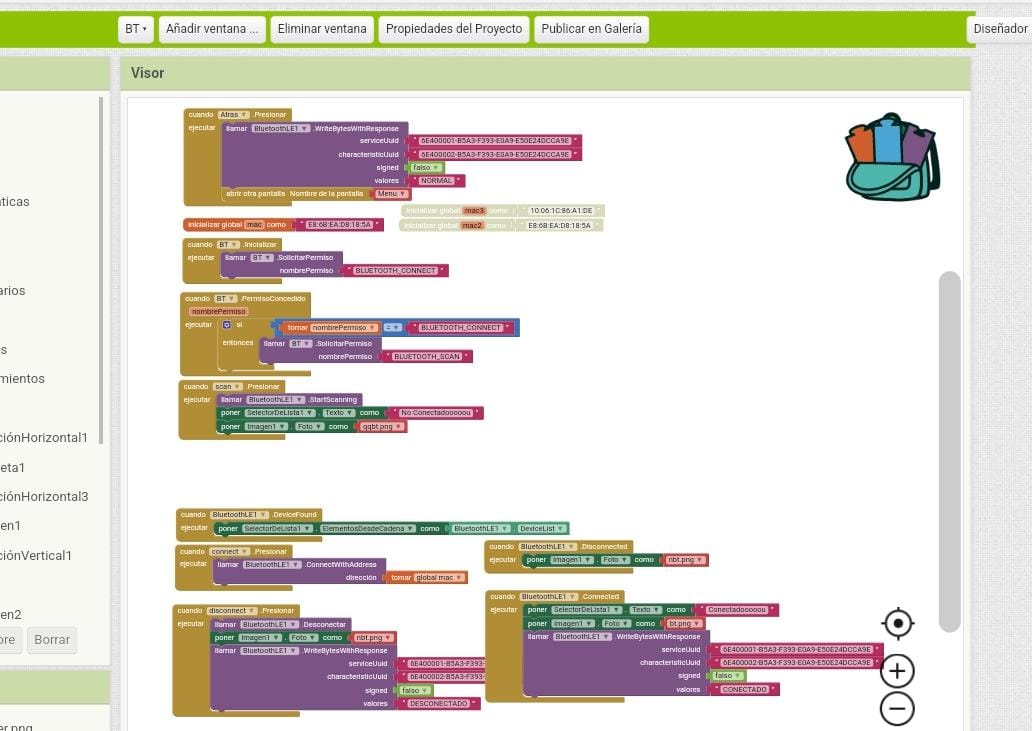 BT
Añadir ventana ...
Eliminar ventana
Propiedades del Proyecto
Publicar en Galería
Diseñador
Visor
áticas
arios
s
mientos
ciónHorizontal1
eta1
ciónHorizontal3
en1
ciónVertical1
en2
ore Borrar
er.png
cuando Atras .Presionar
ejecutar llamar BluetoothLE1 .WriteBytesWithResponse
serviceUuid " 6E400001-B5A3-F393-E0A9-E50E24DCCA9E "
characteristicUuid " 6E400002-B5A3-F393-E0A9-E50E24DCCA9E "
signed falso
valores " NORMAL "
abrir otra pantalla Nombre de la pantalla Menu
inicializar global mac3 como " 10:06:1C:86:A1:DE "
inicializar global mac como " E8:6B:EA:D8:18:5A "
inicializar global mac2 como " E8:6B:EA:D8:18:5A "
cuando BT .Inicializar
ejecutar llamar BT .SolicitarPermiso
nombrePermiso " BLUETOOTH_CONNECT "
cuando BT .PermisoConcedido
nombrePermiso
ejecutar si tomar nombrePermiso = " BLUETOOTH_CONNECT "
entonces llamar BT .SolicitarPermiso
nombrePermiso " BLUETOOTH_SCAN "
cuando scan .Presionar
ejecutar llamar BluetoothLE1 .StartScanning
poner SelectorDeLista1 . Texto como " No Conectadooooou "
poner Imagen1 . Foto como qqbt.png
cuando BluetoothLE1 .DeviceFound
ejecutar poner SelectorDeLista1 . ElementosDesdeCadena como BluetoothLE1 . DeviceList
cuando connect .Presionar
ejecutar llamar BluetoothLE1 .ConnectWithAddress
dirección tomar global mac
cuando BluetoothLE1 .Disconnected
ejecutar poner Imagen1 . Foto como nbt.png
cuando disconnect .Presionar
ejecutar llamar BluetoothLE1 .Desconectar
poner Imagen1 . Foto como nbt.png
llamar BluetoothLE1 .WriteBytesWithResponse
serviceUuid " 6E400001-B5A3-F393-
characteristicUuid " 6E400002-B5A3-F393-
signed falso
valores " DESCONECTADO "
cuando BluetoothLE1 .Connected
ejecutar poner SelectorDeLista1 . Texto como " Conectadooooou "
poner Imagen1 . Foto como bt.png
llamar BluetoothLE1 .WriteBytesWithResponse
serviceUuid " 6E400001-B5A3-F393-E0A9-E50E24DCCA9E "
characteristicUuid " 6E400002-B5A3-F393-E0A9-E50E24DCCA9E "
signed falso
valores " CONECTADO "